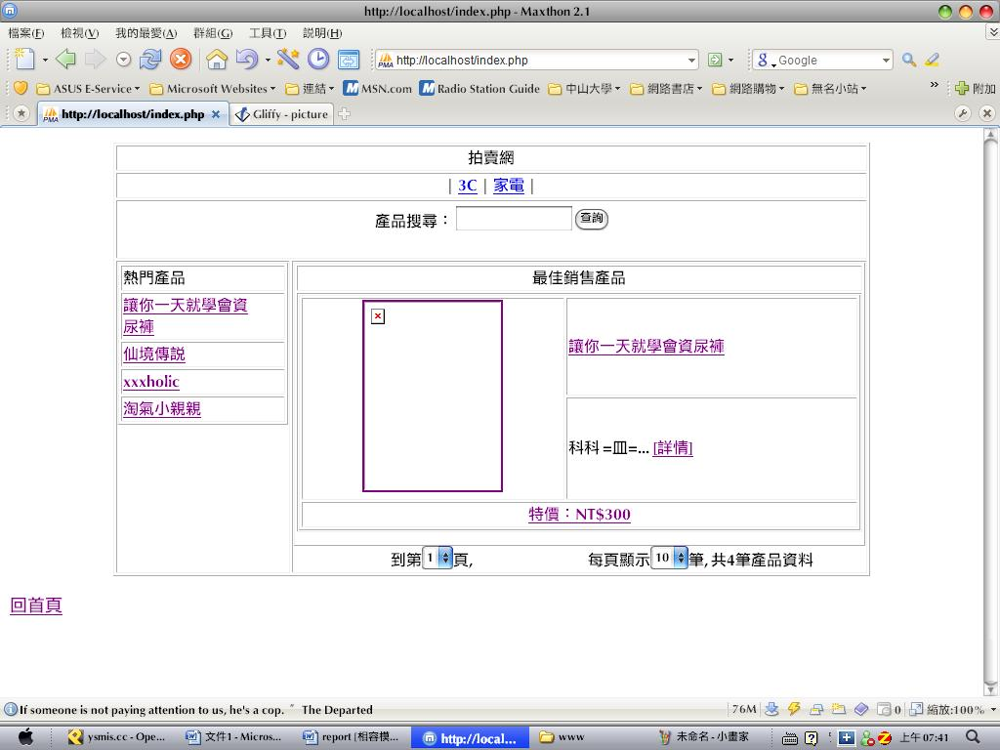 http://localhost/index.php - Maxthon 2.1
檔案(F) 檢視(V) 我的最愛(A) 群組(G) 工具(T) 說明(H)
http://localhost/index.php Google
ASUS E-Service Microsoft Websites 連結 MSN.com Radio Station Guide 中山大學 網路書店 網路購物 無名小站 » 附加
http://localhost/index.php Gliffy - picture
拍賣網
| 3C | 家電 |
產品搜尋： 查詢
熱門產品
讓你一天就學會資
尿褲
仙境傳說
xxxholic
淘氣小親親
最佳銷售產品
讓你一天就學會資尿褲
科科 =皿=... [詳情]
特價：NT$300
到第 1 頁, 每頁顯示 10 筆, 共4筆產品資料
回首頁
If someone is not paying attention to us, he's a cop. ˝ The Departed 76M 0 縮放:100%
ysmis.cc - Ope... 文件1 - Micros... report [相容模... http://local... www 未命名 - 小畫家 上午 07:41